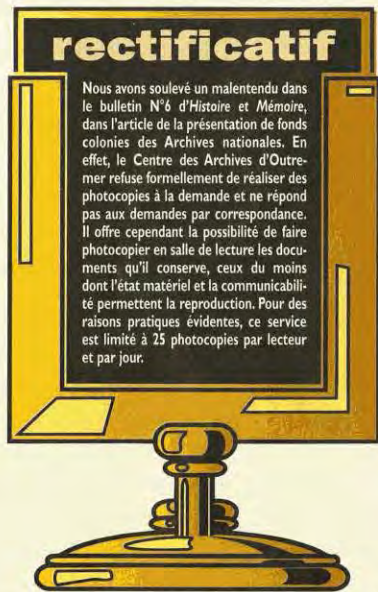 rectificatif
Nous avons soulevé un malentendu dans
le bulletin N°6 d'Histoire et Mémoire,
dans l'article de la présentation de fonds
colonies des Archives nationales. En
effet, le Centre des Archives d'Outre-
mer refuse formellement de réaliser des
photocopies à la demande et ne répond
pas aux demandes par correspondance.
Il offre cependant la possibilité de faire
photocopier en salle de lecture les docu-
ments qu'il conserve, ceux du moins
dont l'état matériel et la communicabili-
té permettent la reproduction. Pour des
raisons pratiques évidentes, ce service
est limité à 25 photocopies par lecteur
et par jour.